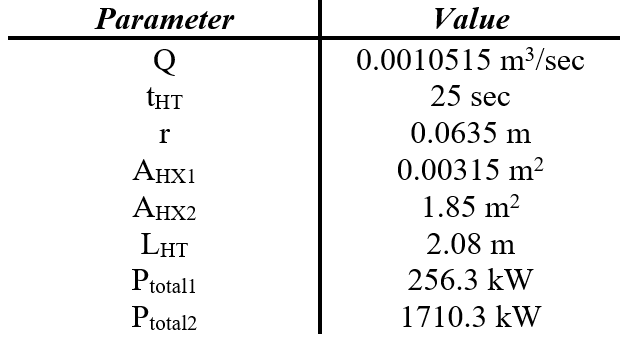 Parameter Value
Q 0.0010515 m³/sec
tHT 25 sec
r 0.0635 m
AHX1 0.00315 m²
AHX2 1.85 m²
LHT 2.08 m
Ptotal1 256.3 kW
Ptotal2 1710.3 kW